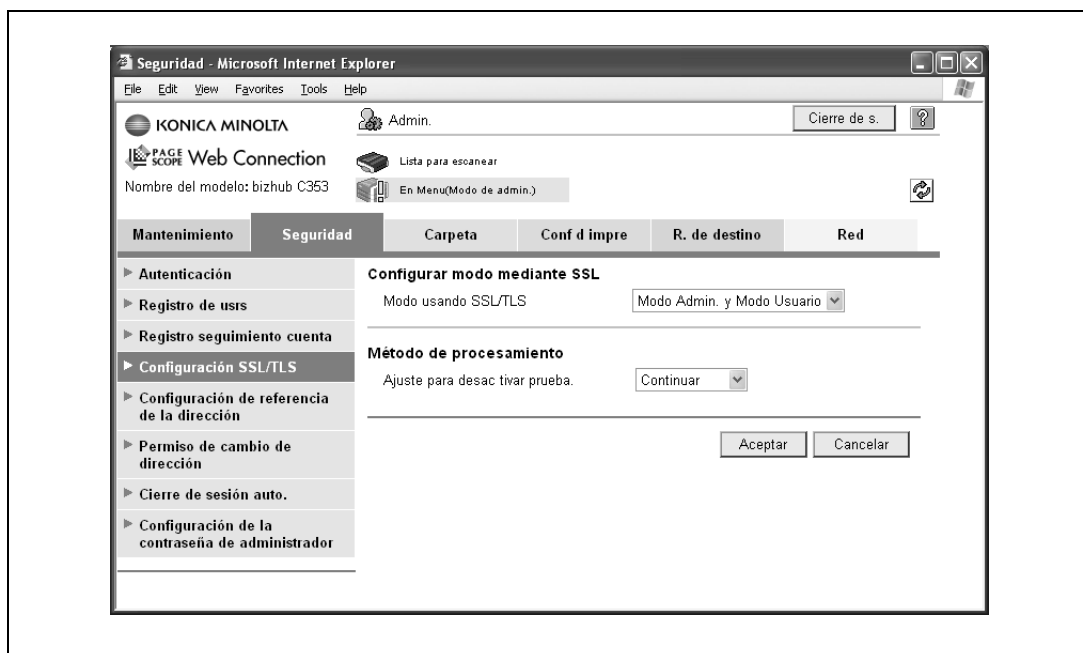 Seguridad - Microsoft Internet Explorer
File Edit View Favorites Tools Help
KONICA MINOLTA
Admin.
Cierre de s.
?
PAGE SCOPE Web Connection
Lista para escanear
Nombre del modelo: bizhub C353
En Menu(Modo de admin.)
Mantenimiento Seguridad Carpeta Conf d impre R. de destino Red
Autenticación
Registro de usrs
Registro seguimiento cuenta
Configuración SSL/TLS
Configuración de referencia
de la dirección
Permiso de cambio de
dirección
Cierre de sesión auto.
Configuración de la
contraseña de administrador
Configurar modo mediante SSL
Modo usando SSL/TLS Modo Admin. y Modo Usuario
Método de procesamiento
Ajuste para desac tivar prueba. Continuar
Aceptar Cancelar